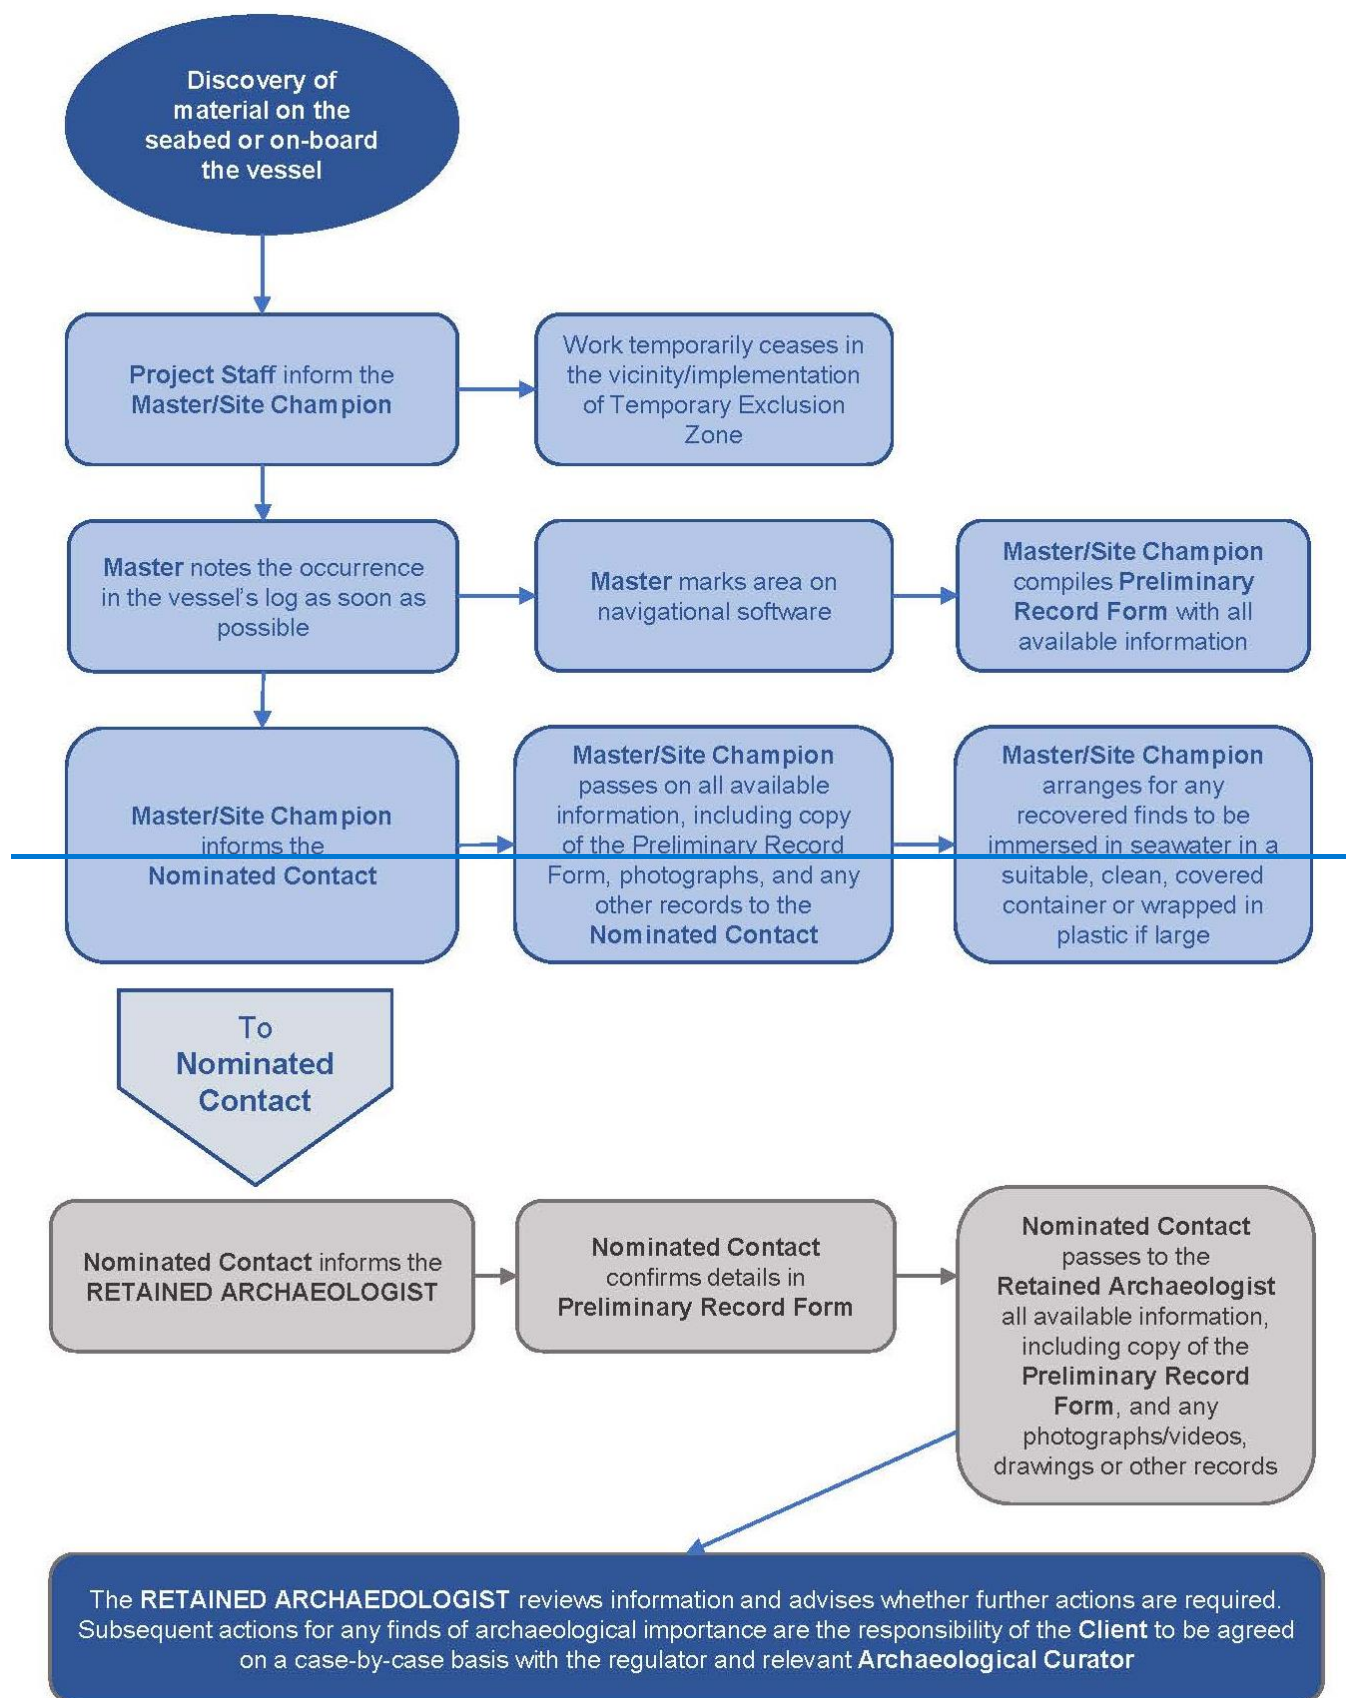 Discovery of
material on the
seabed or on-board
the vessel
Project Staff inform the
Master/Site Champion
Work temporarily ceases in
the vicinity/implementation
of Temporary Exclusion
Zone
Master notes the occurrence
in the vessel's log as soon as
possible
Master marks area on
navigational software
Master/Site Champion
compiles Preliminary
Record Form with all
available information
Master/Site Champion
informs the
Nominated Contact
Master/Site Champion
passes on all available
information, including copy
of the Preliminary Record
Form, photographs, and any
other records to the
Nominated Contact
Master/Site Champion
arranges for any
recovered finds to be
immersed in seawater in a
suitable, clean, covered
container or wrapped in
plastic if large
To
Nominated
Contact
Nominated Contact informs the
RETAINED ARCHAEOLOGIST
Nominated Contact
confirms details in
Preliminary Record Form
Nominated Contact
passes to the
Retained Archaeologist
all available information,
including copy of the
Preliminary Record
Form, and any
photographs/videos,
drawings or other records
The RETAINED ARCHAEDOLOGIST reviews information and advises whether further actions are required.
Subsequent actions for any finds of archaeological importance are the responsibility of the Client to be agreed
on a case-by-case basis with the regulator and relevant Archaeological Curator